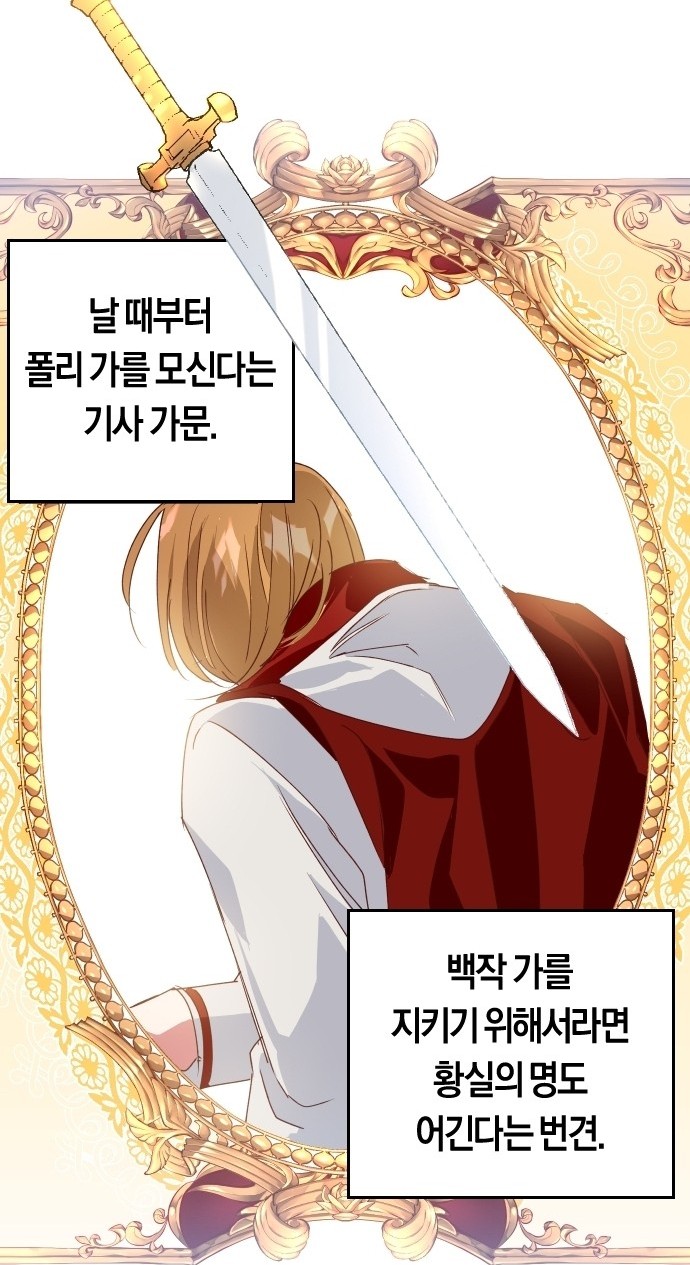 날 때부터
폴리 가를 모신다는
기사 가문.
백작 가를
지키기 위해서라면
황실의 명도
어긴다는 번견.